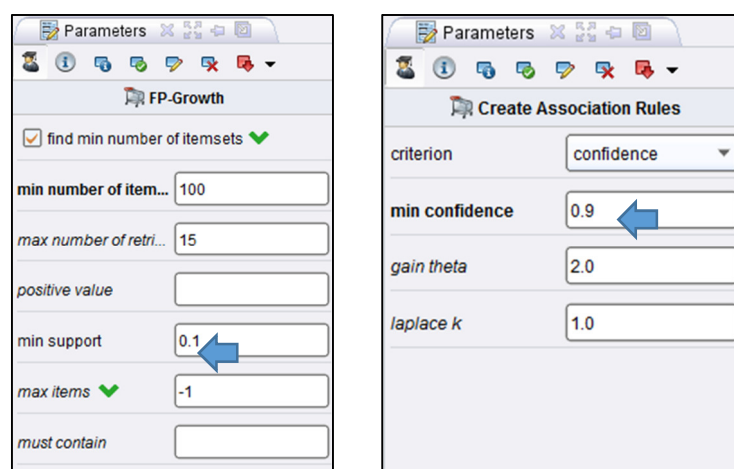 Parameters
FP-Growth
find min number of itemsets
min number of item... 100
max number of retri... 15
positive value
min support 0.1
max items -1
must contain
Parameters
Create Association Rules
criterion confidence
min confidence 0.9
gain theta 2.0
laplace k 1.0